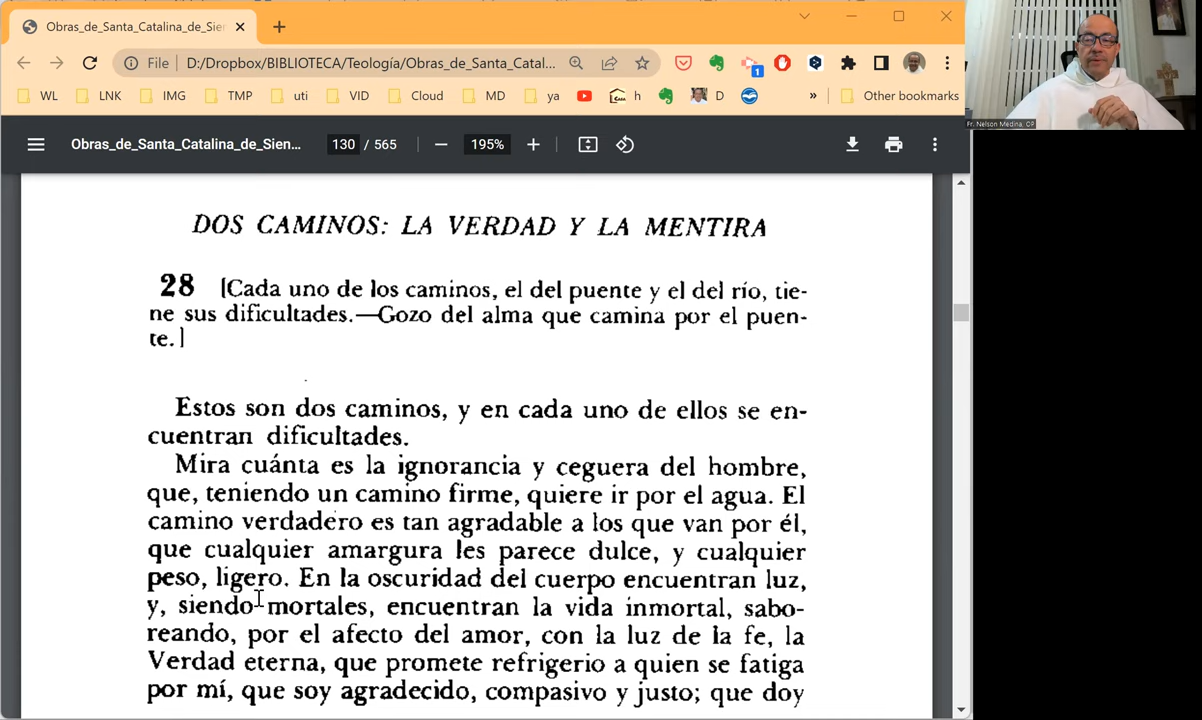 Obras_de_Santa_Catalina_de_Sie
File
D:/Dropbox/BIBLIOTECA/Teología/Obras_de_Santa_Catal...
1
WL
LNK
IMG
TMP
uti
VID
Cloud
MD
ya
h
D
»
Other bookmarks
Obras_de_Santa_Catalina_de_Sien...
130 / 565
195%
Fr. Nelson Medina, OP
DOS CAMINOS: LA VERDAD Y LA MENTIRA
28 [Cada uno de los caminos, el del puente y el del río, tie-
ne sus dificultades.—Gozo del alma que camina por el puen-
te.]
Estos son dos caminos, y en cada uno de ellos se en-
cuentran dificultades.
Mira cuánta es la ignorancia y ceguera del hombre,
que, teniendo un camino firme, quiere ir por el agua. El
camino verdadero es tan agradable a los que van por él,
que cualquier amargura les parece dulce, y cualquier
peso, ligero. En la oscuridad del cuerpo encuentran luz,
y, siendo mortales, encuentran la vida inmortal, sabo-
reando, por el afecto del amor, con la luz de la fe, la
Verdad eterna, que promete refrigerio a quien se fatiga
por mí, que soy agradecido, compasivo y justo; que doy